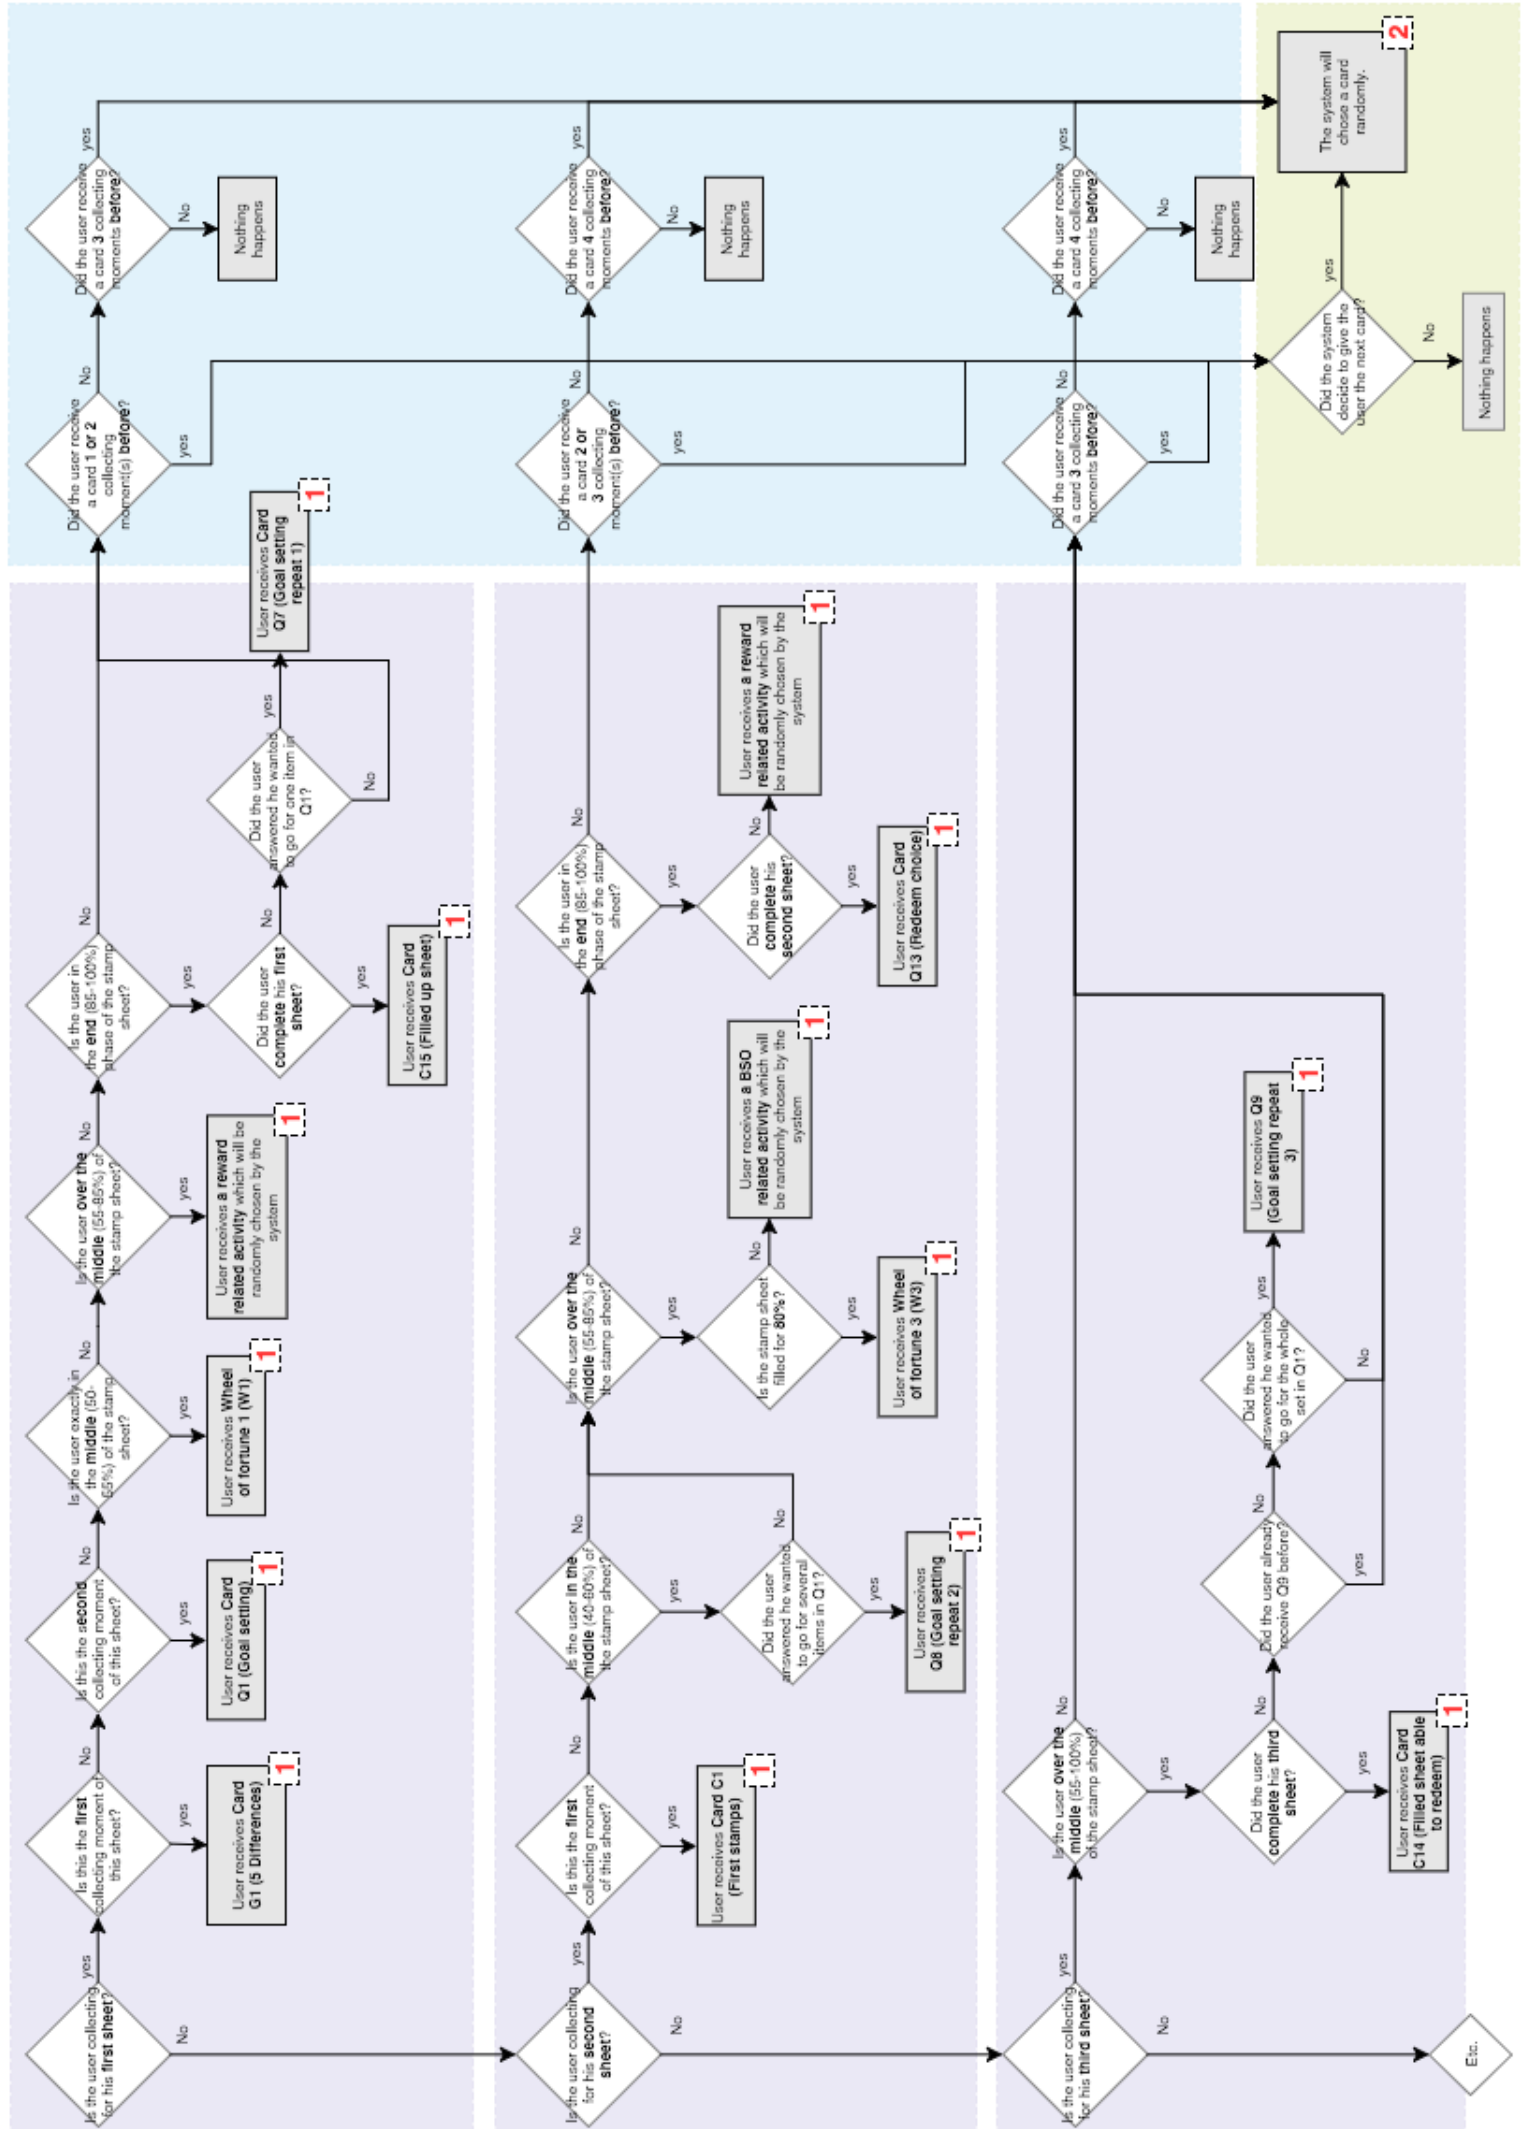 Is the user collecting
for his first sheet?
yes
No
Is this the first
collecting moment of
this sheet?
No
yes
User receives Card
G1 (5 Differences)
1
Is this the second
collecting moment
of this sheet?
No
yes
User receives Card
Q1 (Goal setting)
1
Is the user exactly in
the middle (50-
55%) of the stamp
sheet?
No
yes
User receives Wheel
of fortune 1 (W1)
1
Is the user over the
middle (55-85%) of
the stamp sheet?
No
yes
User receives a reward
related activity which will be
randomly chosen by the
system
1
Is the user in
the end (85-100%)
phase of the stamp
sheet?
No
yes
Did the user
complete his first
sheet?
No
yes
User receives Card
C15 (Filled up sheet)
1
Did the user
answered he wanted
to go for one item in
Q1?
yes
No
User receives Card
Q7 (Goal setting
repeat 1)
1
Did the user receive
a card 1 or 2
collecting
moment(s) before?
No
yes
Did the user receive
a card 3 collecting
moments before?
yes
No
Nothing
happens
Is the user collecting
for his second
sheet?
yes
No
Is this the first
collecting moment
of this sheet?
No
yes
User receives Card C1
(First stamps)
1
Is the user in the
middle (40-60%) of
the stamp sheet?
No
yes
Did the user
answered he wanted
to go for several
items in Q1?
No
yes
User receives
Q8 (Goal setting
repeat 2)
1
Is the user over the
middle (55-85%) of
the stamp sheet?
No
yes
Is the stamp sheet
filled for 80%?
No
yes
User receives Wheel
of fortune 3 (W3)
1
User receives a BSO
related activity which will
be randomly chosen by the
system
1
Is the user in
the end (85-100%)
phase of the stamp
sheet?
No
yes
Did the user
complete his
second sheet?
No
yes
User receives Card
Q13 (Redeem choice)
1
User receives a reward
related activity which will
be randomly chosen by the
system
1
Did the user receive
a card 2 or
3 collecting
moment(s) before?
No
yes
Did the user receive
a card 4 collecting
moments before?
yes
No
Nothing
happens
Is the user collecting
for his third sheet?
yes
No
Etc.
Is the user over the
middle (55-100%)
of the stamp sheet?
No
yes
Did the user
complete his third
sheet?
No
yes
User receives Card
C14 (Filled sheet able
to redeem)
1
Did the user already
receive Q9 before?
No
yes
Did the user
answered he wanted
to go for the whole
set in Q1?
yes
No
User receives Q9
(Goal setting repeat
3)
1
Did the user receive
a card 3 collecting
moments before?
No
yes
Did the user receive
a card 4 collecting
moments before?
yes
No
Nothing
happens
Did the system
decide to give the
user the next card?
yes
No
Nothing happens
The system will
chose a card
randomly.
2